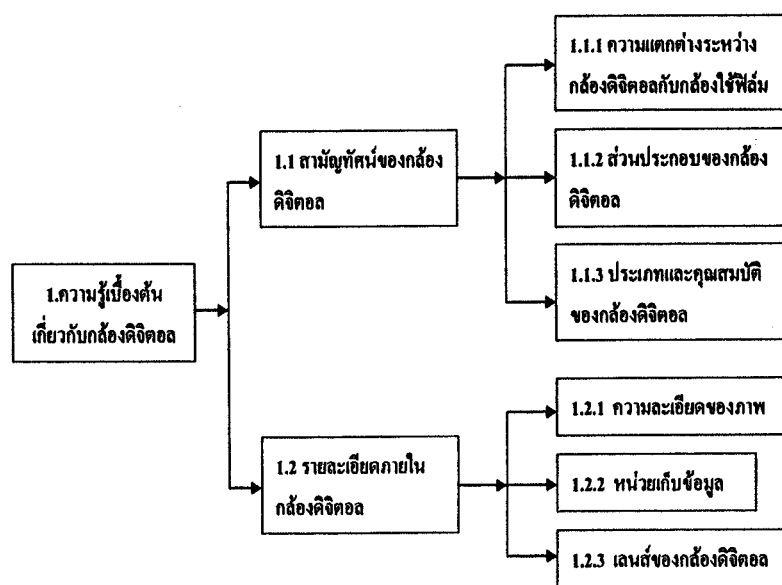 1.ความรู้เบื้องต้น
เกี่ยวกับกล้องดิจิตอล
1.1 สามัญทัศน์ของกล้อง
ดิจิตอล
1.1.1 ความแตกต่างระหว่าง
กล้องดิจิตอลกับกล้องใช้ฟิล์ม
1.1.2 ส่วนประกอบของกล้อง
ดิจิตอล
1.1.3 ประเภทและคุณสมบัติ
ของกล้องดิจิตอล
1.2 รายละเอียดภายใน
กล้องดิจิตอล
1.2.1 ความละเอียดของภาพ
1.2.2 หน่วยเก็บข้อมูล
1.2.3 เลนส์ของกล้องดิจิตอล